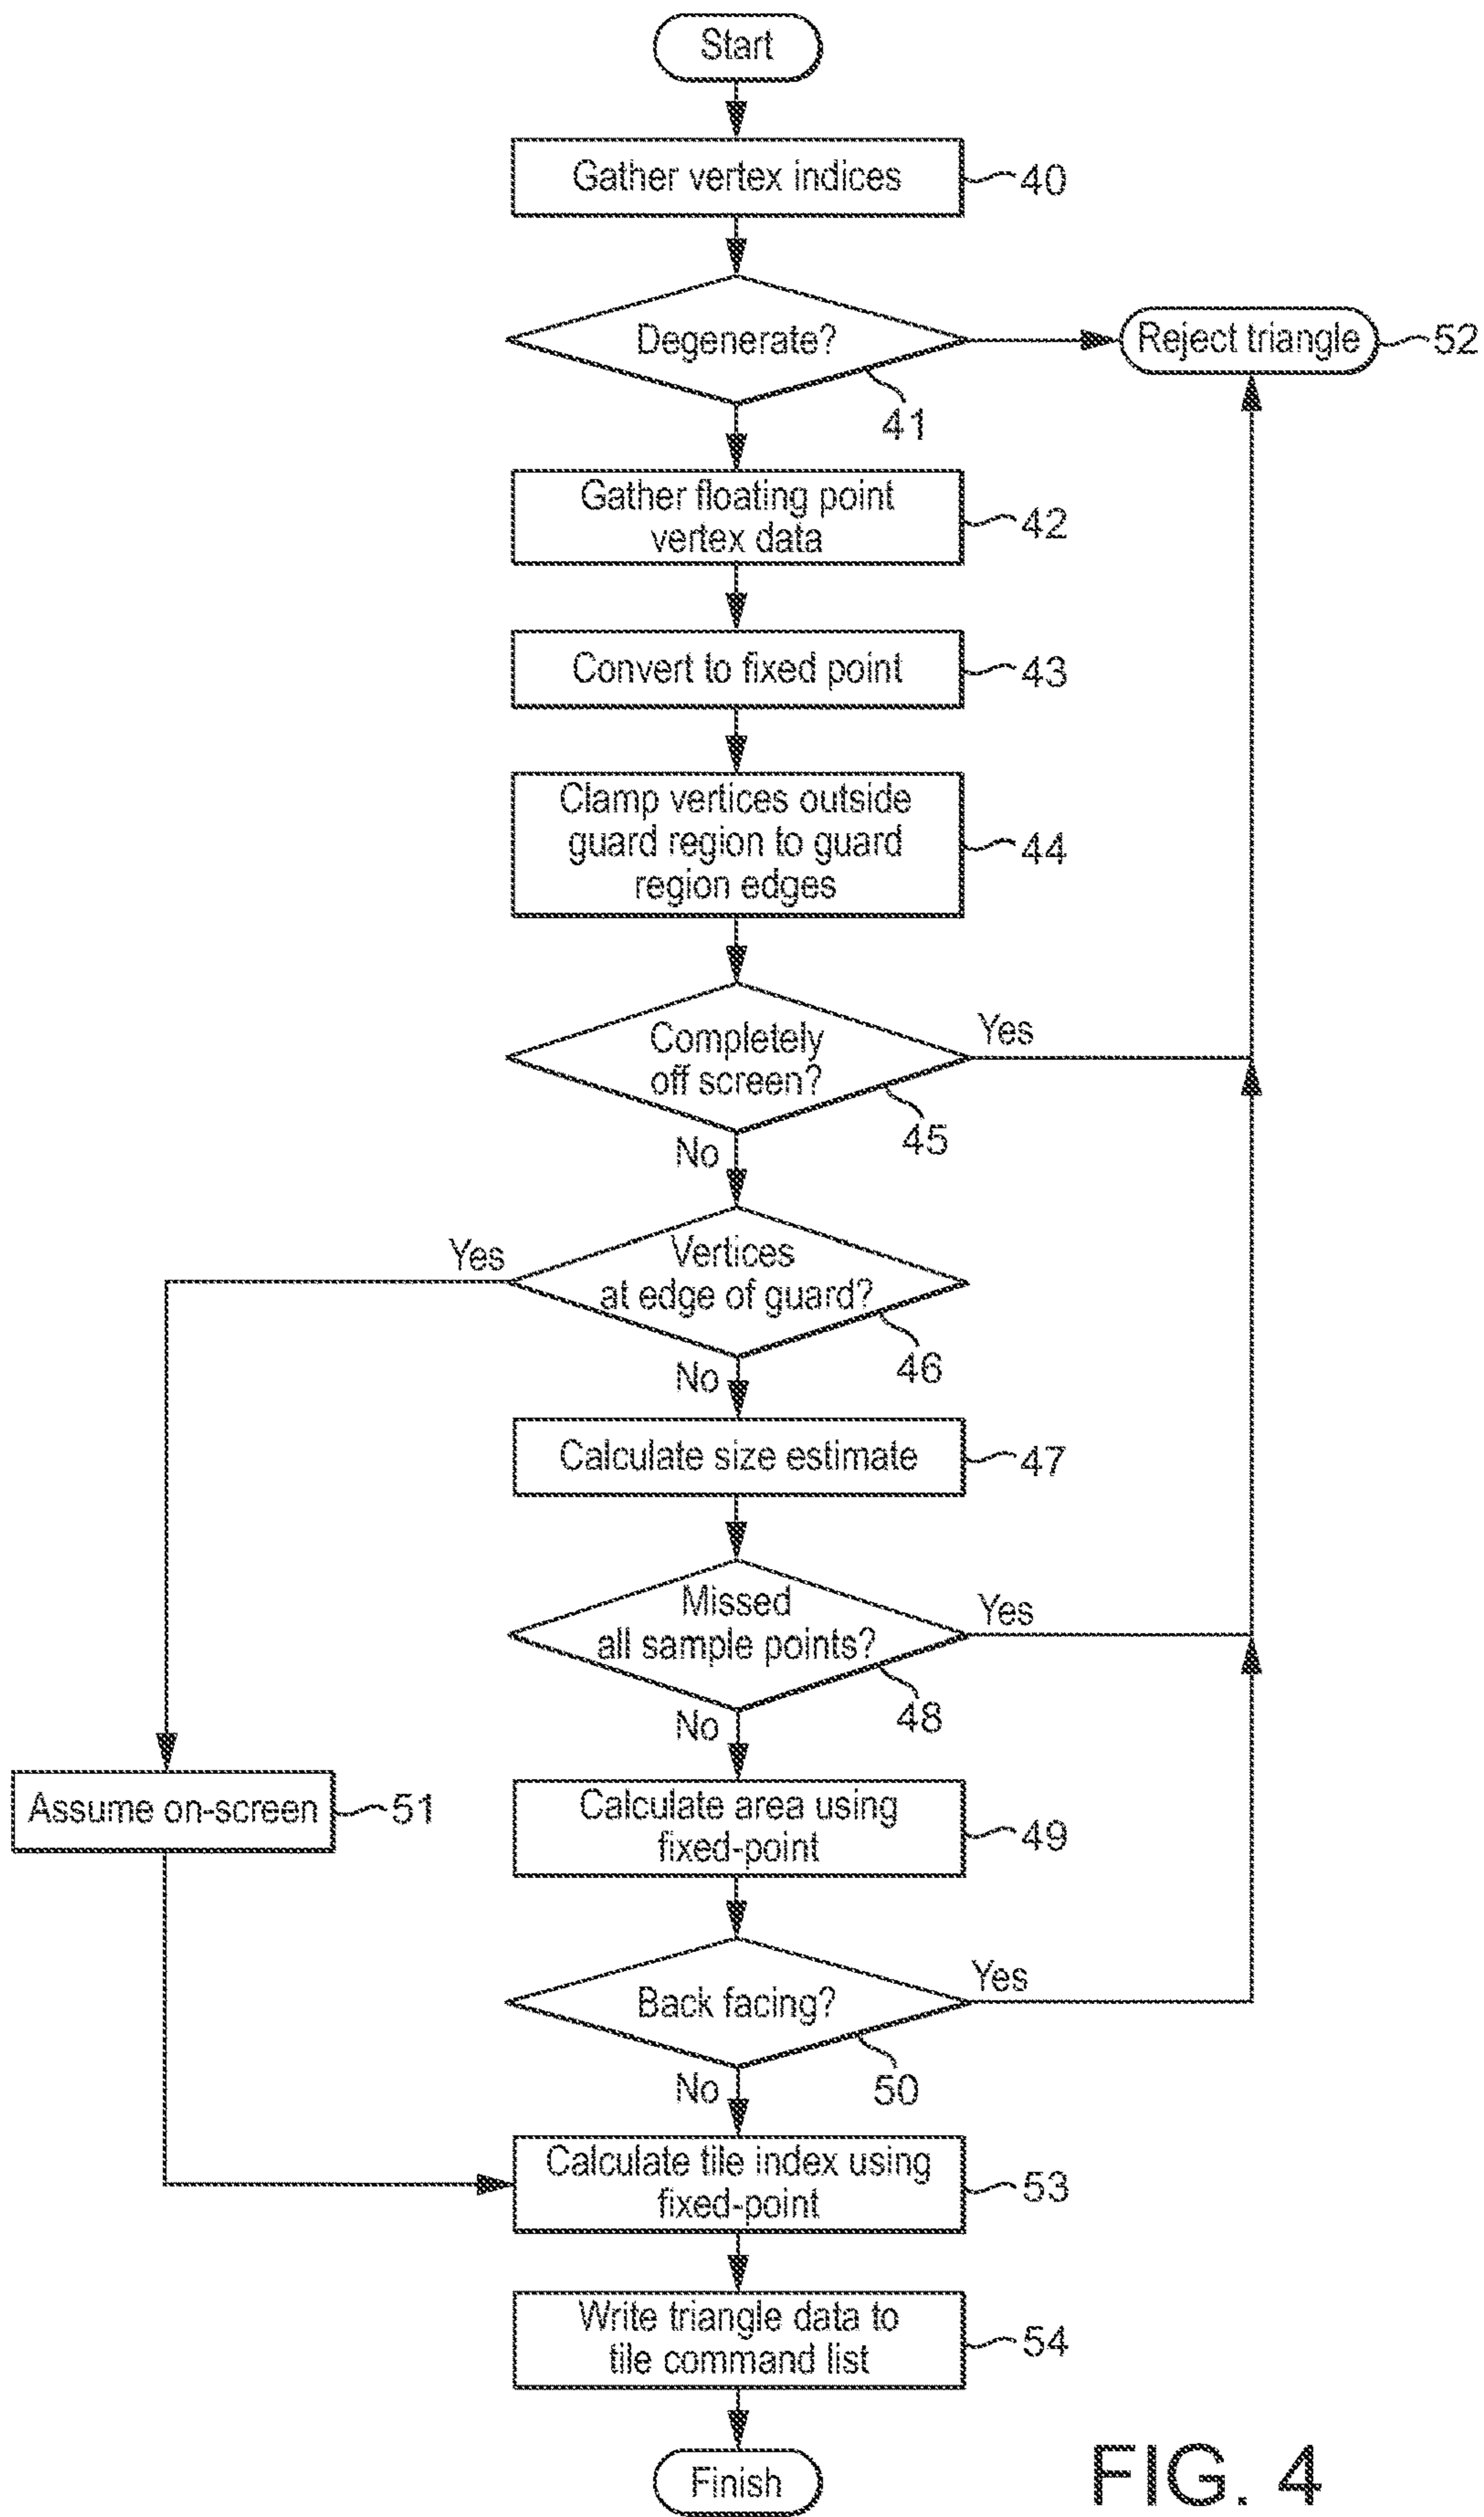 Start
Gather vertex indices
40
Degenerate?
41
Reject triangle
52
Gather floating point
vertex data
42
Convert to fixed point
43
Clamp vertices outside
guard region to guard
region edges
44
Completely
off screen?
Yes
45
No
Vertices
at edge of guard?
Yes
46
No
Calculate size estimate
47
Missed
all sample points?
Yes
48
No
Assume on-screen
51
Calculate area using
fixed-point
49
Back facing?
Yes
50
No
Calculate tile index using
fixed-point
53
Write triangle data to
tile command list
54
Finish
FIG. 4